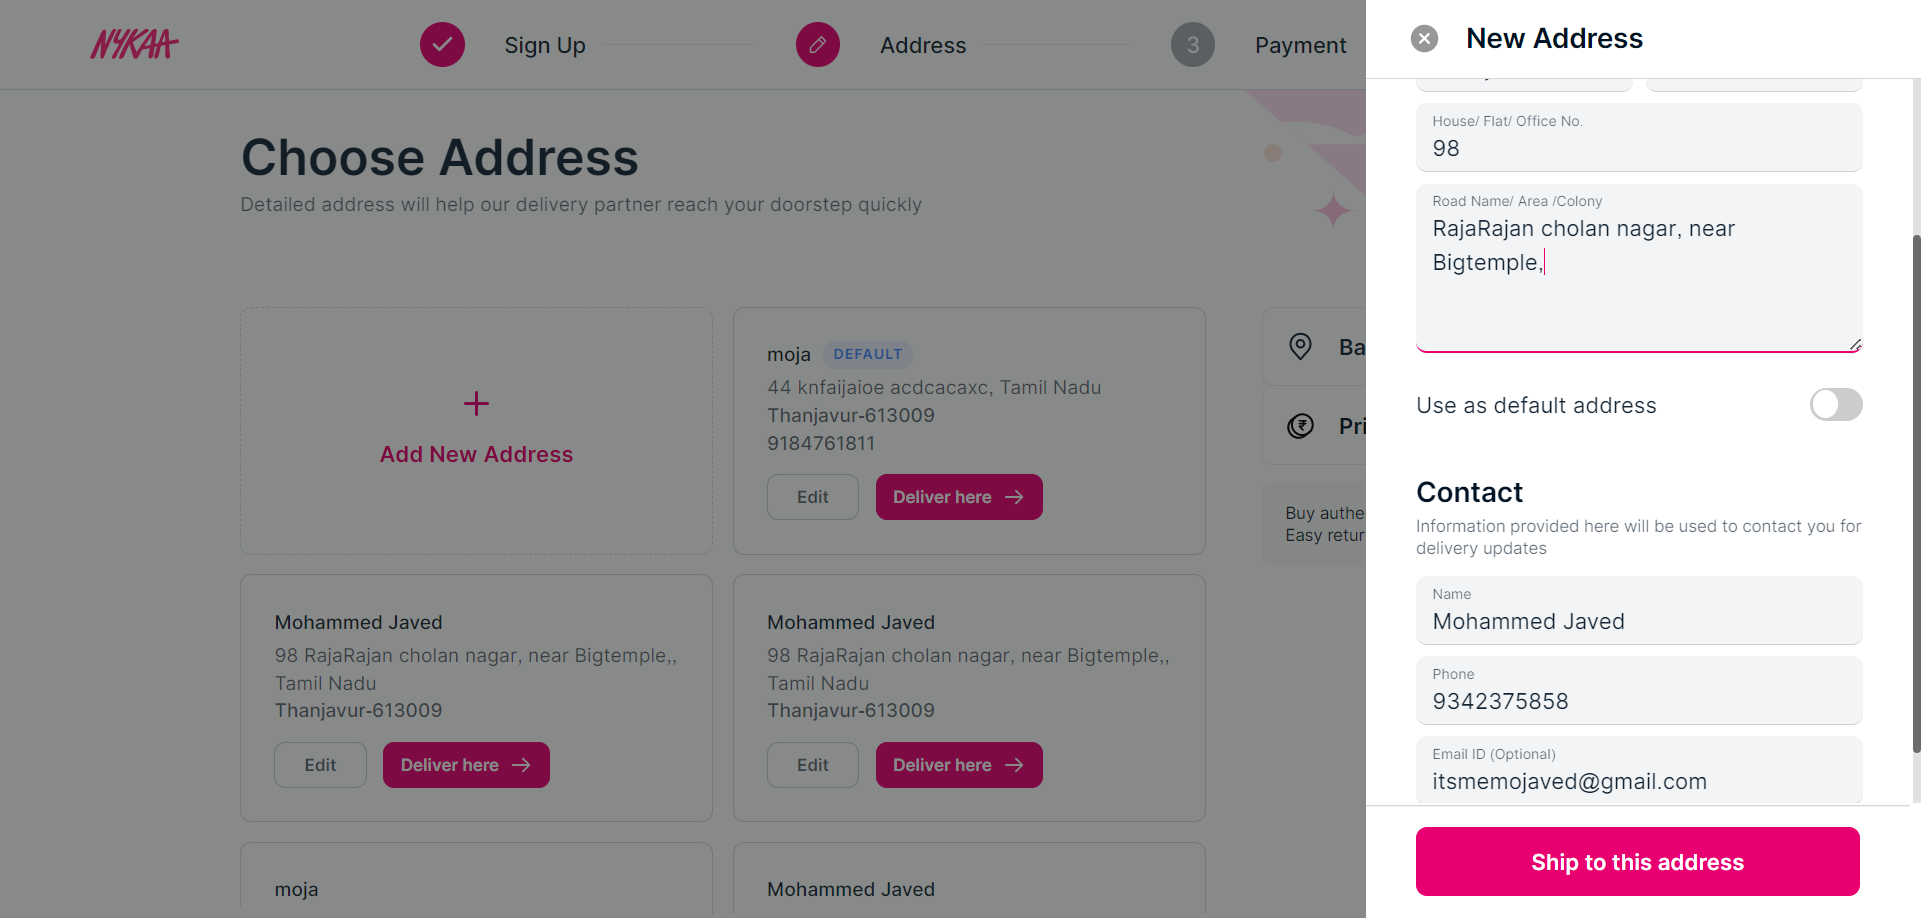 NYKAA
Sign Up
Address
3
Payment
Choose Address
Detailed address will help our delivery partner reach your doorstep quickly
Add New Address
moja DEFAULT
44 knfaijaioe acdcacaxc, Tamil Nadu
Thanjavur-613009
9184761811
Edit
Deliver here
Mohammed Javed
98 RajaRajan cholan nagar, near Bigtemple,,
Tamil Nadu
Thanjavur-613009
Edit
Deliver here
Mohammed Javed
98 RajaRajan cholan nagar, near Bigtemple,,
Tamil Nadu
Thanjavur-613009
Edit
Deliver here
moja
Mohammed Javed
Ba
Pri
Buy authe
Easy retur
New Address
House/ Flat/ Office No.
98
Road Name/ Area /Colony
RajaRajan cholan nagar, near
Bigtemple,
Use as default address
Contact
Information provided here will be used to contact you for
delivery updates
Name
Mohammed Javed
Phone
9342375858
Email ID (Optional)
itsmemojaved@gmail.com
Ship to this address